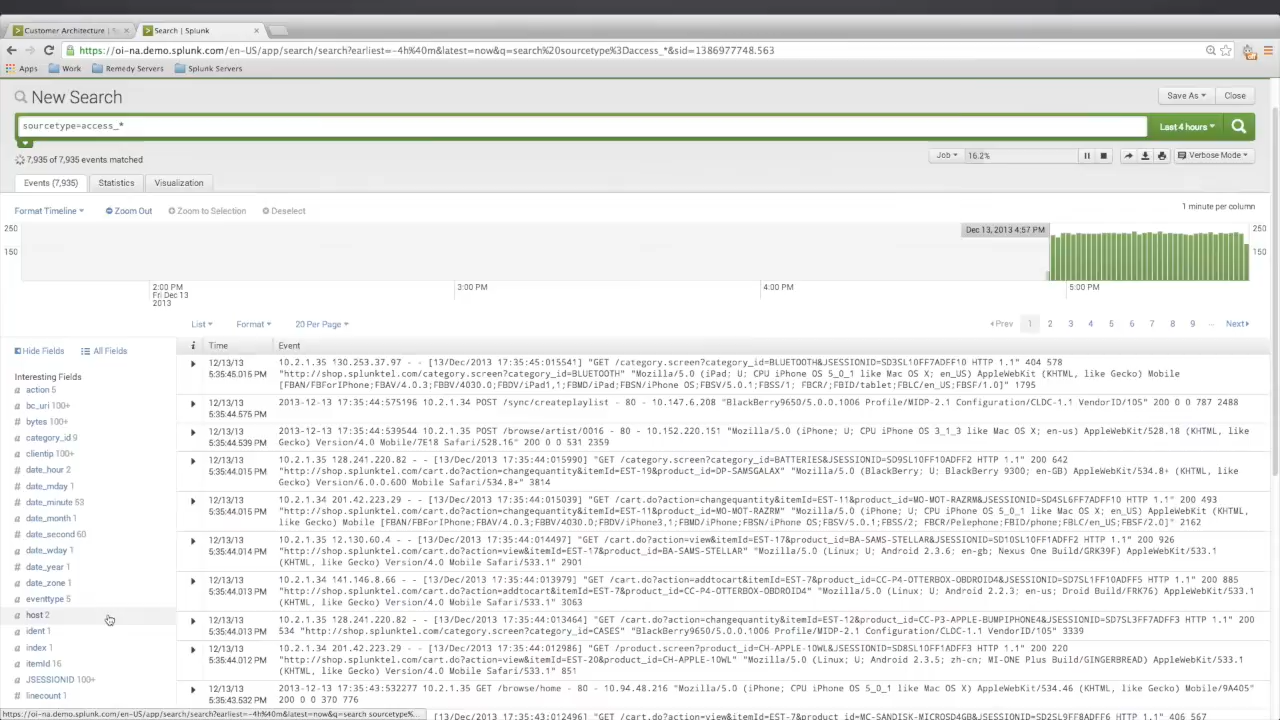 Customer Architecture | S
Search | Splunk
https://oi-na.demo.splunk.com/en-US/app/search/search?earliest=-4h%40m&latest=now&q=search%20sourcetype%3Daccess_*&sid=1386977748.563
Apps Work Remedy Servers Splunk Servers
New Search
Save As Close
sourcetype=access_*
Last 4 hours
7,935 of 7,935 events matched
Job 16.2% Verbose Mode
Events (7,935) Statistics Visualization
Format Timeline Zoom Out Zoom to Selection Deselect
1 minute per column
250 Dec 13, 2013 4:57 PM 250
150 150
2:00 PM 3:00 PM 4:00 PM 5:00 PM
Fri Dec 13
2013
List Format 20 Per Page Prev 1 2 3 4 5 6 7 8 9 ... Next
Hide Fields All Fields
i Time Event
Interesting Fields
a action 5
a bc_uri 100+
# bytes 100+
a category_id 9
a clientip 100+
# date_hour 2
# date_mday 1
# date_minute 53
a date_month 1
# date_second 60
a date_wday 1
# date_year 1
# date_zone 1
a eventtype 5
a host 2
a ident 1
a index 1
a itemId 16
a JSESSIONID 100+
# linecount 1
12/13/13
5:35:45.015 PM
10.2.1.35 130.253.37.97 - - [13/Dec/2013 17:35:45:015541] "GET /category.screen?category_id=BLUETOOTH&JSESSIONID=SD3SL10FF7ADFF10 HTTP 1.1" 404 578
"http://shop.splunktel.com/category.screen?category_id=BLUETOOTH" "Mozilla/5.0 (iPad; U; CPU iPhone OS 5_0_1 like Mac OS X; en_US) AppleWebKit (KHTML, like Gecko) Mobile
[FBAN/FBForIPhone;FBAV/4.0.3;FBBV/4030.0;FBDV/iPad1,1;FBMD/iPad;FBSN/iPhone OS;FBSV/5.0.1;FBSS/1; FBCR/;FBID/tablet;FBLC/en_US;FBSF/1.0]" 1795
12/13/13
5:35:44.575 PM
2013-12-13 17:35:44:575196 10.2.1.34 POST /sync/createplaylist - 80 - 10.147.6.208 "BlackBerry9650/5.0.0.1006 Profile/MIDP-2.1 Configuration/CLDC-1.1 VendorID/105" 200 0 0 787 2488
12/13/13
5:35:44.539 PM
2013-12-13 17:35:44:539544 10.2.1.34 POST /browse/artist/0016 - 80 - 10.152.220.151 "Mozilla/5.0 (iPhone; U; CPU iPhone OS 3_1_3 like Mac OS X; en-us) AppleWebKit/528.18 (KHTML, like
Gecko) Version/4.0 Mobile/7E18 Safari/528.16" 200 0 0 531 2359
12/13/13
5:35:44.015 PM
10.2.1.34 128.241.220.82 - - [13/Dec/2013 17:35:44:015990] "GET /category.screen?category_id=BATTERIES&JSESSIONID=SD4SL10FF3ADFF7 HTTP 1.1" 200 642
"http://shop.splunktel.com/cart.do?action=changequantity&itemId=EST-19&product_id=DP-SAMSGALAX" "Mozilla/5.0 (BlackBerry; U; BlackBerry 9300; en-GB) AppleWebKit/534.8+ (KHTML, like Gecko)
Version/6.0.0.600 Mobile Safari/534.8+" 3814
12/13/13
5:35:44.015 PM
10.2.1.34 201.42.223.29 - - [13/Dec/2013 17:35:44:015039] "GET /cart.do?action=changequantity&itemId=EST-11&product_id=MO-MOT-RAZRM&JSESSIONID=SD4SL6FF7ADFF10 HTTP 1.1" 200 493
"http://shop.splunktel.com/cart.do?action=changequantity&itemId=EST-11&product_id=MO-MOT-RAZRM" "Mozilla/5.0 (iPhone; U; CPU iPhone OS 5_0_1 like Mac OS X; en_US) AppleWebKit (KHTML,
like Gecko) Mobile [FBAN/FBForIPhone;FBAV/4.0.3;FBBV/4030.0;FBDV/iPhone3,1;FBMD/iPhone;FBSN/iPhone OS;FBSV/5.0.1;FBSS/2; FBCR/Pelephone;FBID/phone;FBLC/en_US;FBSF/2.0]" 2162
12/13/13
5:35:44.014 PM
10.2.1.35 12.130.60.4 - - [13/Dec/2013 17:35:44:014497] "GET /cart.do?action=view&itemId=EST-17&product_id=BA-SAMS-STELLAR&JSESSIONID=SD10SL10FF1ADFF2 HTTP 1.1" 200 926
"http://shop.splunktel.com/cart.do?action=view&itemId=EST-17&product_id=BA-SAMS-STELLAR" "Mozilla/5.0 (Linux; U; Android 2.3.6; en-gb; Nexus One Build/GRK39F) AppleWebKit/533.1
(KHTML, like Gecko) Version/4.0 Mobile Safari/533.1" 2901
12/13/13
5:35:44.013 PM
10.2.1.34 141.146.8.66 - - [13/Dec/2013 17:35:44:013979] "GET /cart.do?action=addtocart&itemId=EST-7&product_id=CC-P4-OTTERBOX-OBDROID4&JSESSIONID=SD7SL1FF10ADFF5 HTTP 1.1" 200 885
"http://shop.splunktel.com/cart.do?action=addtocart&itemId=EST-7&product_id=CC-P4-OTTERBOX-OBDROID4" "Mozilla/5.0 (Linux; U; Android 2.2.3; en-us; Droid Build/FRK76) AppleWebKit/533.1
(KHTML, like Gecko) Version/4.0 Mobile Safari/533.1" 3063
12/13/13
5:35:44.013 PM
10.2.1.35 128.241.220.82 - - [13/Dec/2013 17:35:44:013464] "GET /cart.do?action=changequantity&itemId=EST-12&product_id=CC-P3-APPLE-BUMPIPHONE4&JSESSIONID=SD7SL3FF7ADFF3 HTTP 1.1" 200
534 "http://shop.splunktel.com/category.screen?category_id=CASES" "BlackBerry9650/5.0.0.1006 Profile/MIDP-2.1 Configuration/CLDC-1.1 VendorID/105" 3339
12/13/13
5:35:44.012 PM
10.2.1.34 201.42.223.29 - - [13/Dec/2013 17:35:44:012986] "GET /product.screen?product_id=CH-APPLE-10WL&JSESSIONID=SD8SL10FF3ADFF4 HTTP 1.1" 200 220
"http://shop.splunktel.com/cart.do?action=view&itemId=EST-20&product_id=CH-APPLE-10WL" "Mozilla/5.0 (Linux; U; Android 2.3.5; zh-cn; MI-ONE Plus Build/GINGERBREAD) AppleWebKit/533.1
(KHTML, like Gecko) Version/4.0 Mobile Safari/533.1" 851
12/13/13
5:35:43.532 PM
2013-12-13 17:35:43:532277 10.2.1.35 GET /browse/home - 80 - 10.94.48.216 "Mozilla/5.0 (iPhone; U; CPU iPhone OS X; en_US) AppleWebKit/534.46 (KHTML, like Gecko) Mobile/9A405"
200 0 0 370 776
https://oi-na.demo.splunk.com/en-US/app/search/search?earliest=-4h%40m&latest=now&q=search sourcetype%...